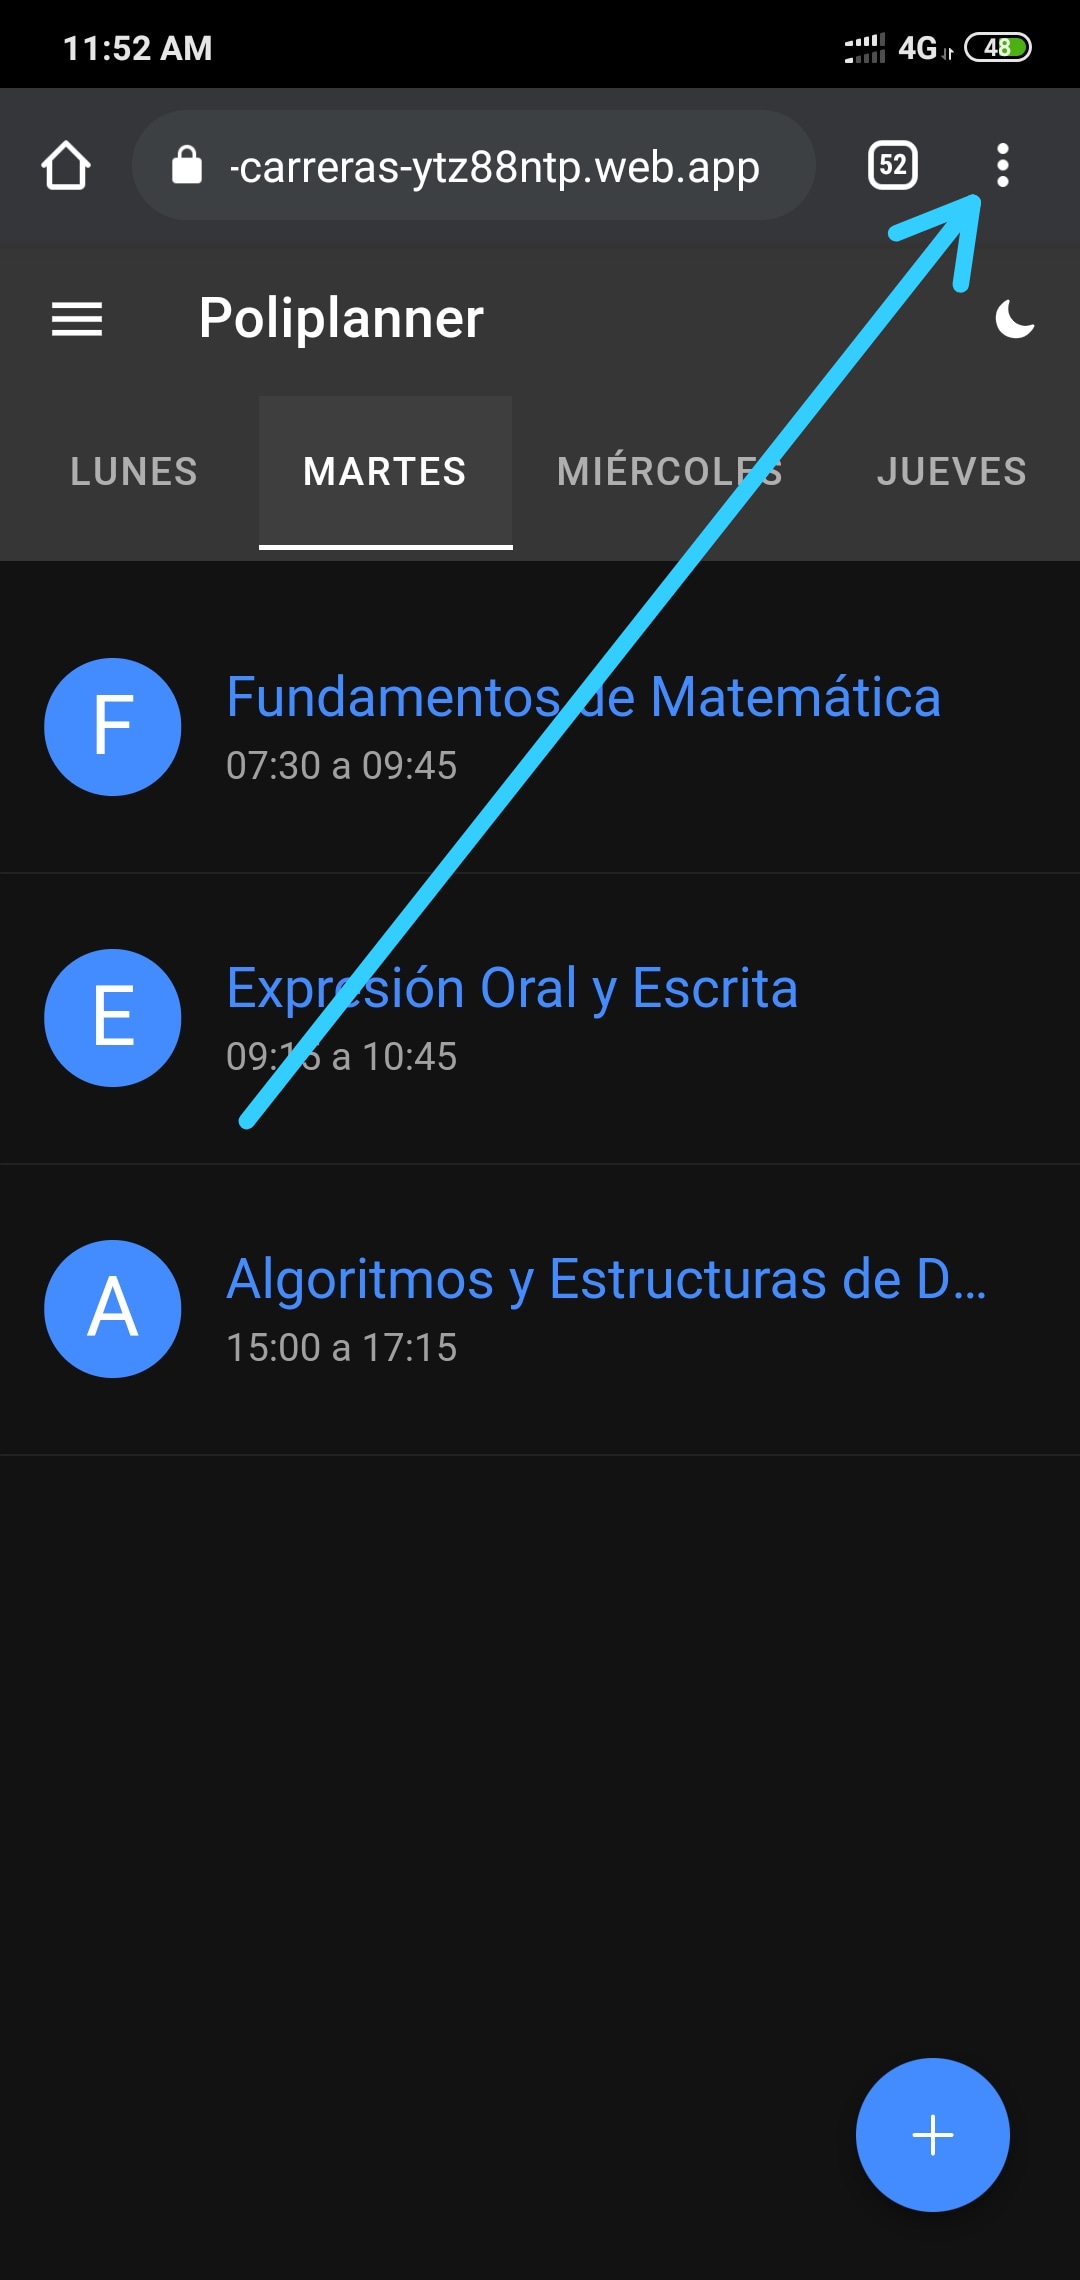 11:52 AM
4G 48
-carreras-ytz88ntp.web.app
52
Poliplanner
LUNES MARTES MIÉRCOLES JUEVES
F
Fundamentos de Matemática
07:30 a 09:45
E
Expresión Oral y Escrita
09:15 a 10:45
A
Algoritmos y Estructuras de D...
15:00 a 17:15